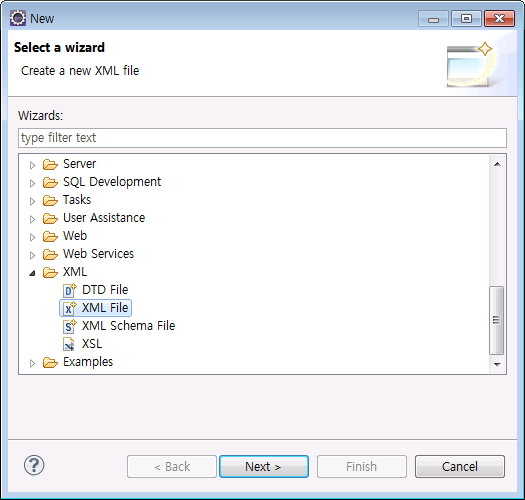 New
Select a wizard
Create a new XML file
Wizards:
type filter text
Server
SQL Development
Tasks
User Assistance
Web
Web Services
XML
DTD File
XML File
XML Schema File
XSL
Examples
< Back
Next >
Finish
Cancel